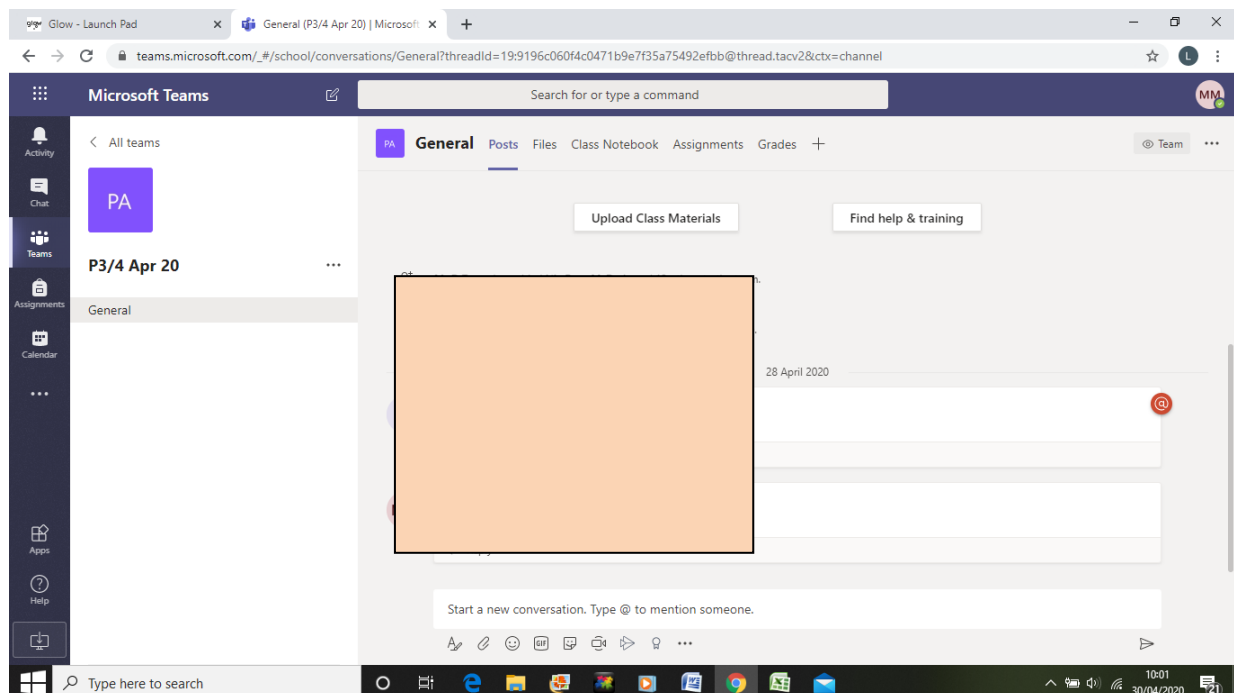 Glow - Launch Pad
General (P3/4 Apr 20) | Microsoft
teams.microsoft.com/_#/school/conversations/General?threadId=19:9196c060f4c0471b9e7f35a75492efbb@thread.tacv2&ctx=channel
L
Microsoft Teams
Search for or type a command
MM
Activity
Chat
Teams
Assignments
Calendar
Apps
Help
All teams
PA
P3/4 Apr 20
General
PA General Posts Files Class Notebook Assignments Grades
Team
Upload Class Materials
Find help & training
28 April 2020
@
Start a new conversation. Type @ to mention someone.
GIF
Type here to search
10:01
30/04/2020
21